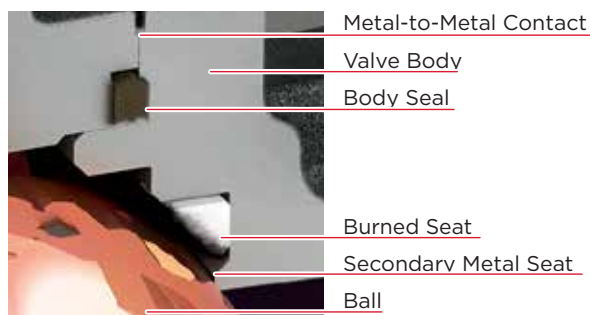 Metal-to-Metal Contact
Valve Body
Body Seal
Burned Seat
Secondary Metal Seat
Ball